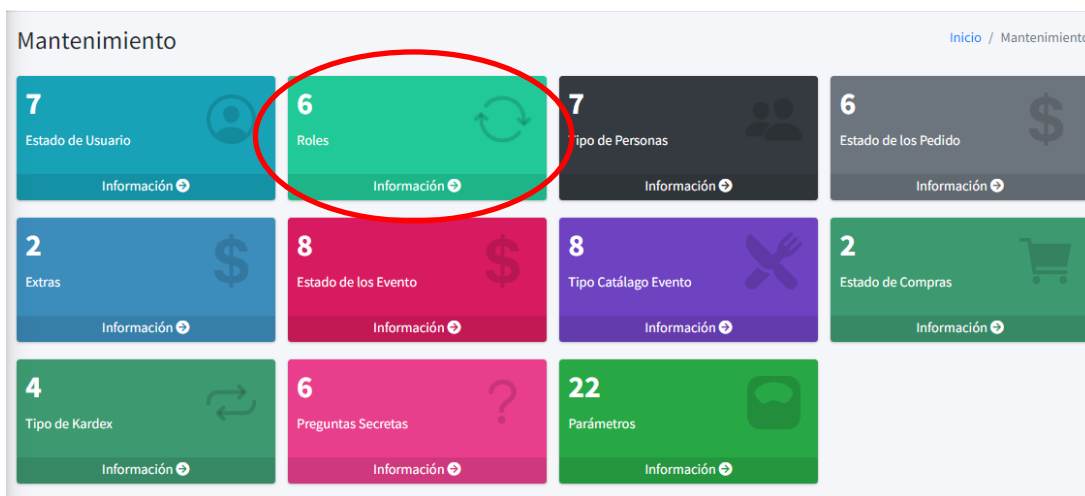 Mantenimiento
Inicio / Mantenimiento
7
Estado de Usuario
Información
6
Roles
Información
7
Tipo de Personas
Información
6
Estado de los Pedido
Información
2
Extras
Información
8
Estado de los Evento
Información
8
Tipo Catálago Evento
Información
2
Estado de Compras
Información
4
Tipo de Kardex
Información
6
Preguntas Secretas
Información
22
Parámetros
Información